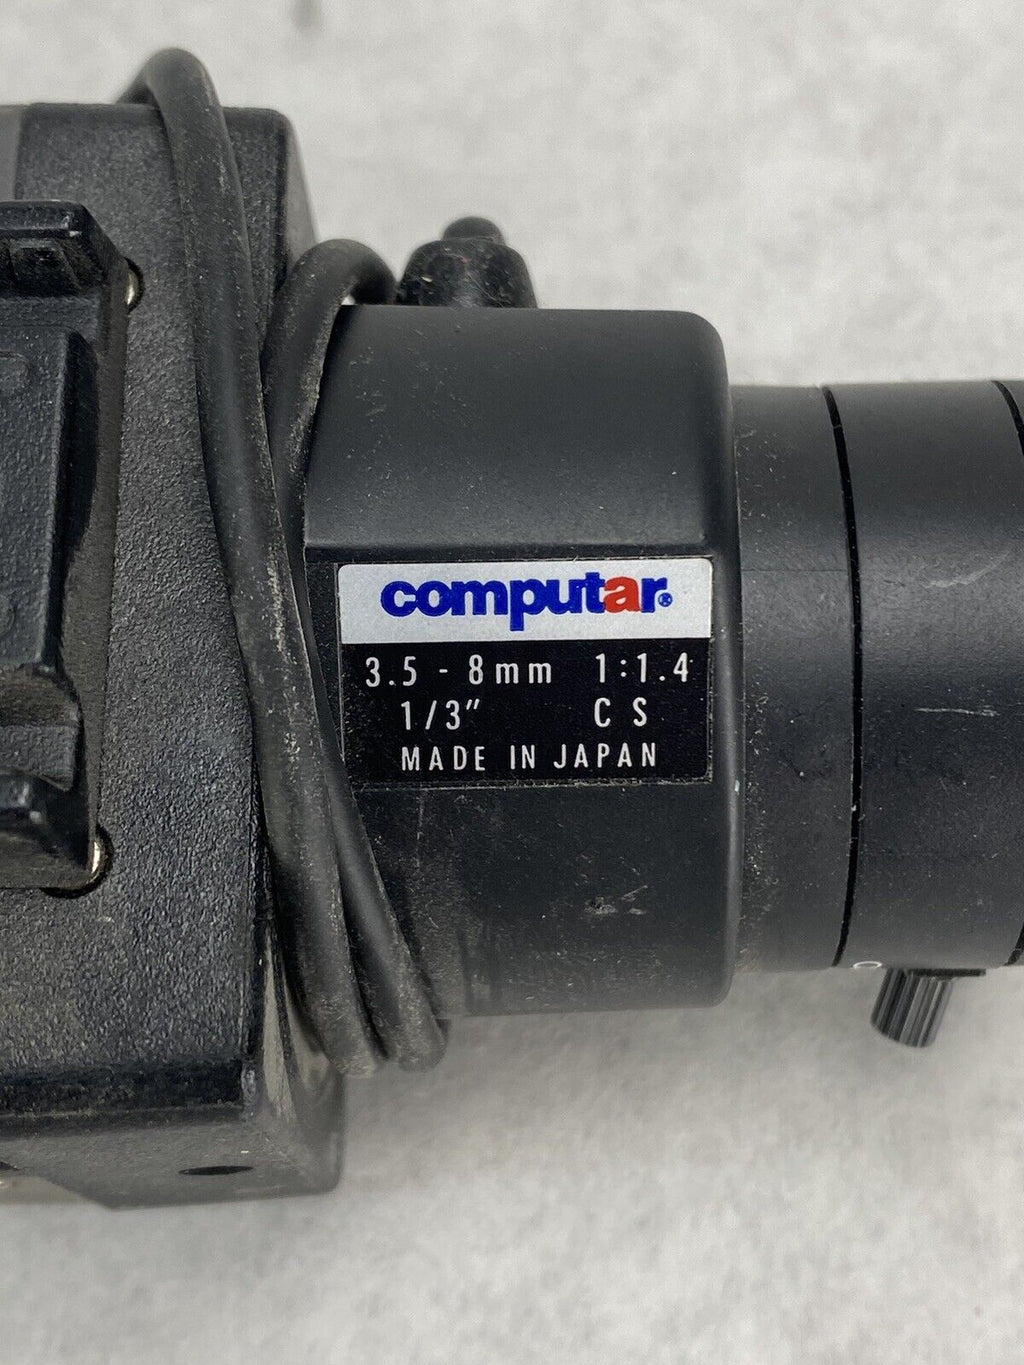 computar®
3.5 - 8mm 1:1.4
1/3" CS
MADE IN JAPAN